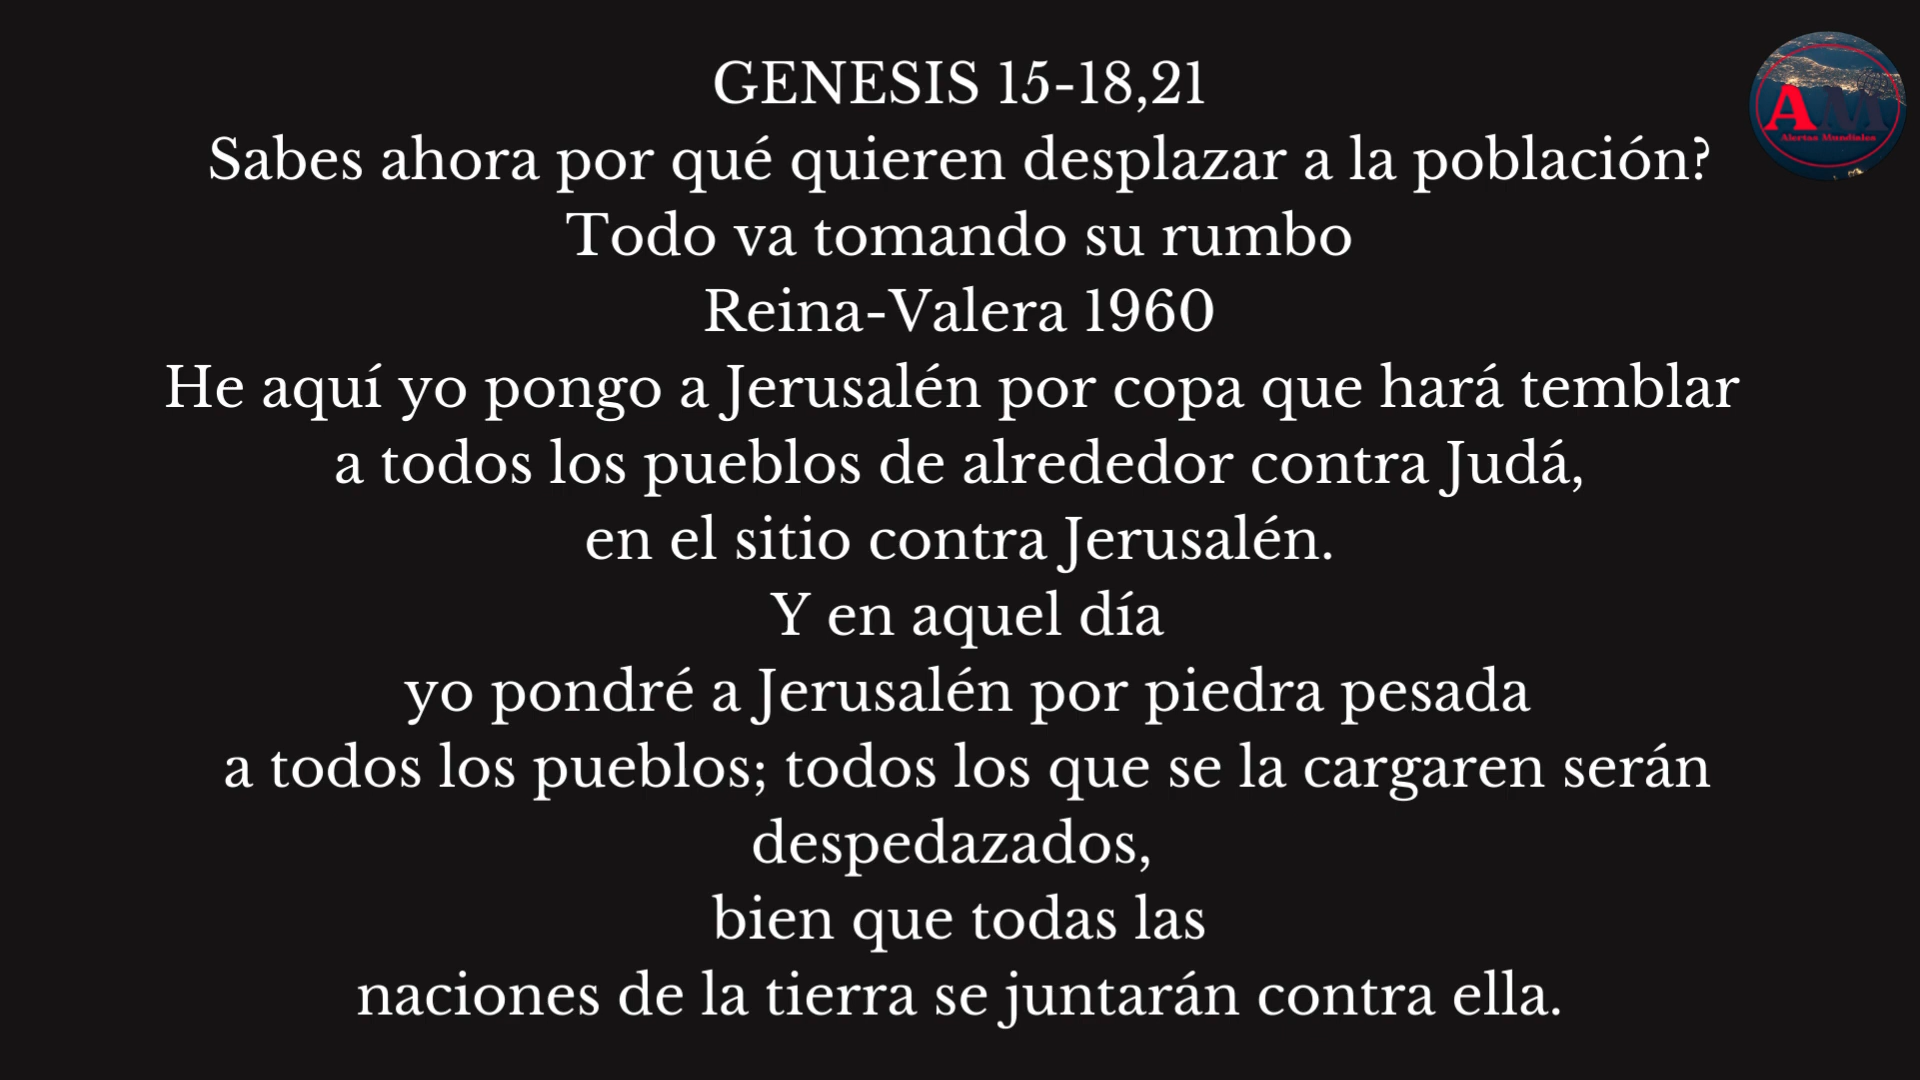 GENESIS 15-18,21
Sabes ahora por qué quieren desplazar a la población?
Todo va tomando su rumbo
Reina-Valera 1960
He aquí yo pongo a Jerusalén por copa que hará temblar
a todos los pueblos de alrededor contra Judá,
en el sitio contra Jerusalén.
Y en aquel día
yo pondré a Jerusalén por piedra pesada
a todos los pueblos; todos los que se la cargaren serán
despedazados,
bien que todas las
naciones de la tierra se juntarán contra ella.
AM
Alertas Mundiales